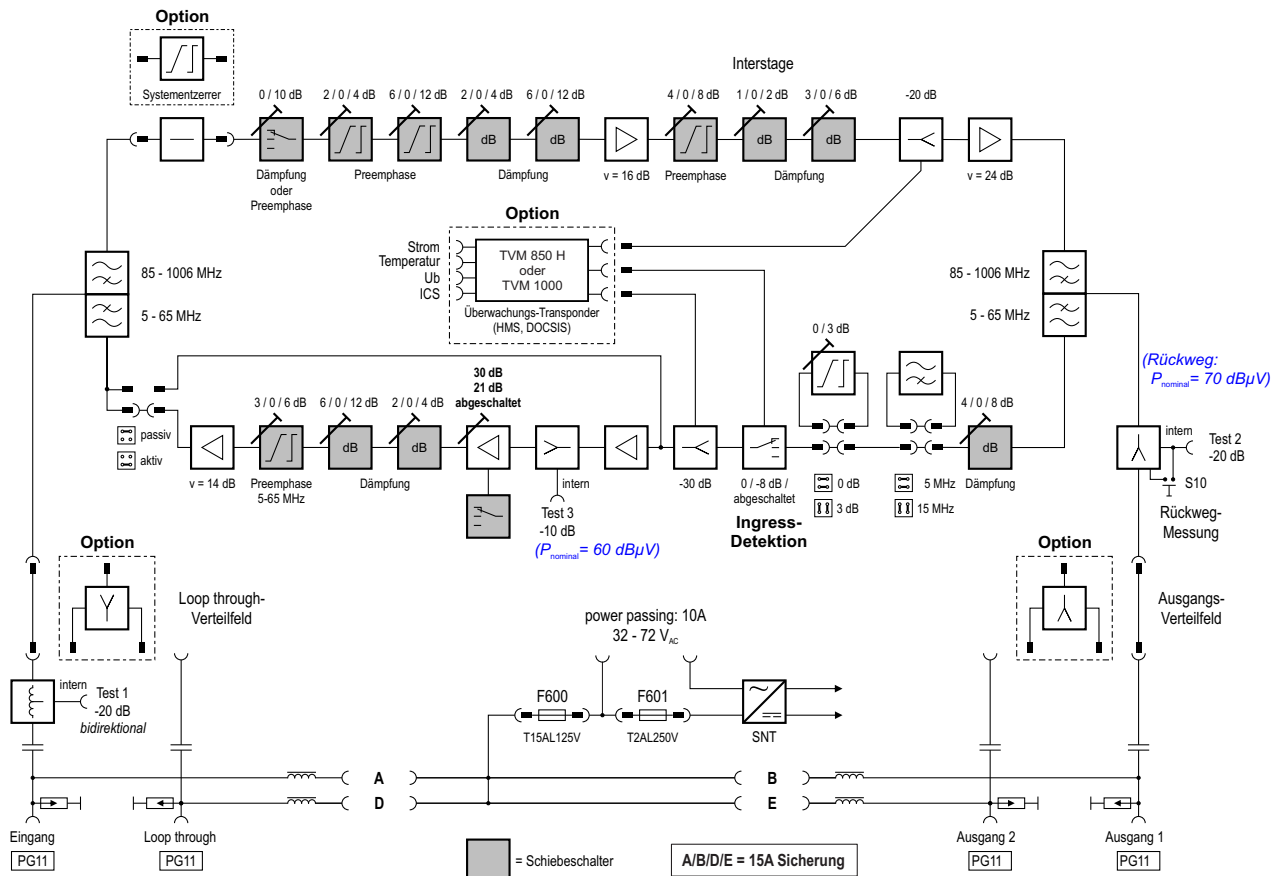 Option
Systementzerrer
Interstage
0 / 10 dB
2 / 0 / 4 dB
6 / 0 / 12 dB
2 / 0 / 4 dB
6 / 0 / 12 dB
4 / 0 / 8 dB
1 / 0 / 2 dB
3 / 0 / 6 dB
-20 dB
dB
dB
dB
dB
Dämpfung
oder
Preemphase
Preemphase
Dämpfung
v = 16 dB
Preemphase
Dämpfung
v = 24 dB
Option
Strom
Temperatur
Ub
ICS
TVM 850 H
oder
TVM 1000
Überwachungs-Transponder
(HMS, DOCSIS)
85 - 1006 MHz
5 - 65 MHz
85 - 1006 MHz
5 - 65 MHz
0 / 3 dB
(Rückweg:
Pnominal= 70 dBµV)
30 dB
21 dB
abgeschaltet
3 / 0 / 6 dB
6 / 0 / 12 dB
2 / 0 / 4 dB
4 / 0 / 8 dB
dB
dB
dB
passiv
aktiv
v = 14 dB
Preemphase
5-65 MHz
Dämpfung
intern
Test 3
-10 dB
(Pnominal= 60 dBµV)
-30 dB
0 / -8 dB /
abgeschaltet
Ingress-
Detektion
0 dB
3 dB
5 MHz
15 MHz
Dämpfung
intern
Test 2
-20 dB
S10
Rückweg-
Messung
Option
Loop through-
Verteilfeld
Option
Ausgangs-
Verteilfeld
power passing: 10A
32 - 72 VAC
intern
Test 1
-20 dB
bidirektional
F600
T15AL125V
F601
T2AL250V
SNT
A
B
D
E
Eingang
PG11
Loop through
PG11
= Schiebeschalter
A/B/D/E = 15A Sicherung
Ausgang 2
PG11
Ausgang 1
PG11